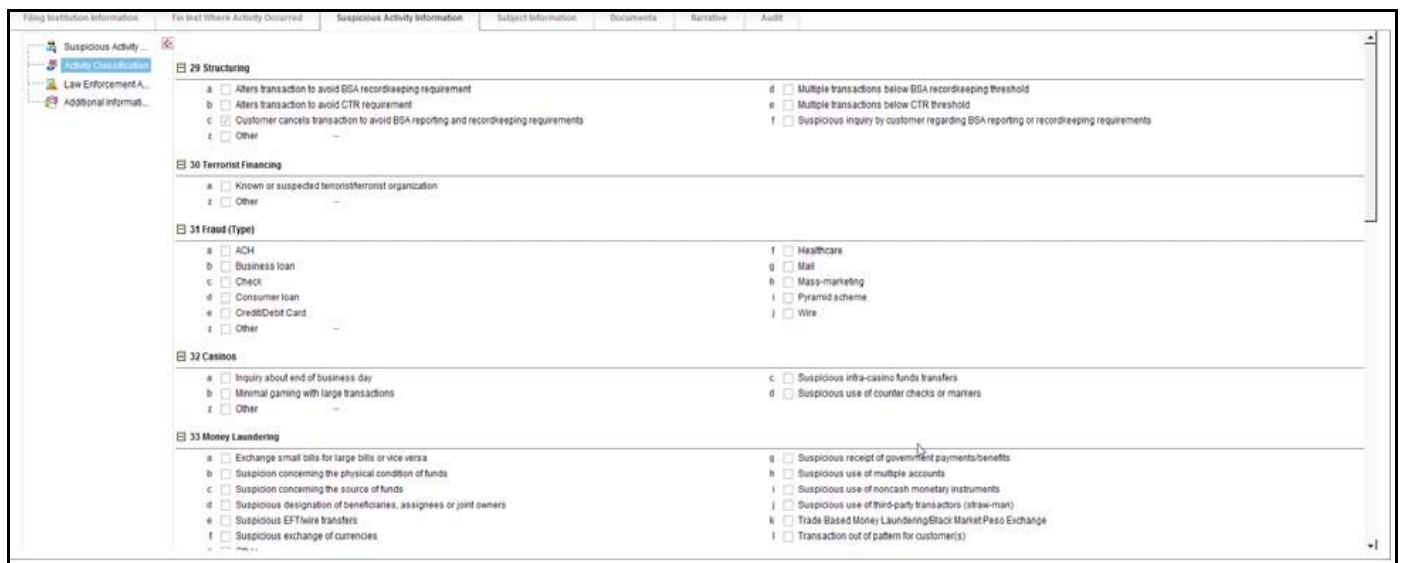 Filing Institution Information Fin Inst Where Activity Occurred Suspicious Activity Information Subject Information Documents Narrative Audit
Suspicious Activity ...
Activity Classification
Law Enforcement A...
Additional Informati...
29 Structuring
a Alters transaction to avoid BSA recordkeeping requirement
b Alters transaction to avoid CTR requirement
c Customer cancels transaction to avoid BSA reporting and recordkeeping requirements
z Other --
d Multiple transactions below BSA recordkeeping threshold
e Multiple transactions below CTR threshold
f Suspicious inquiry by customer regarding BSA reporting or recordkeeping requirements
30 Terrorist Financing
a Known or suspected terrorist/terrorist organization
z Other --
31 Fraud (Type)
a ACH
b Business loan
c Check
d Consumer loan
e Credit/Debit Card
z Other --
f Healthcare
g Mail
h Mass-marketing
i Pyramid scheme
j Wire
32 Casinos
a Inquiry about end of business day
b Minimal gaming with large transactions
z Other --
c Suspicious intra-casino funds transfers
d Suspicious use of counter checks or markers
33 Money Laundering
a Exchange small bills for large bills or vice versa
b Suspicion concerning the physical condition of funds
c Suspicion concerning the source of funds
d Suspicious designation of beneficiaries, assignees or joint owners
e Suspicious EFT/wire transfers
f Suspicious exchange of currencies
g Suspicious receipt of government payments/benefits
h Suspicious use of multiple accounts
i Suspicious use of noncash monetary instruments
j Suspicious use of third-party transactors (straw-man)
k Trade Based Money Laundering/Black Market Peso Exchange
l Transaction out of pattern for customer(s)